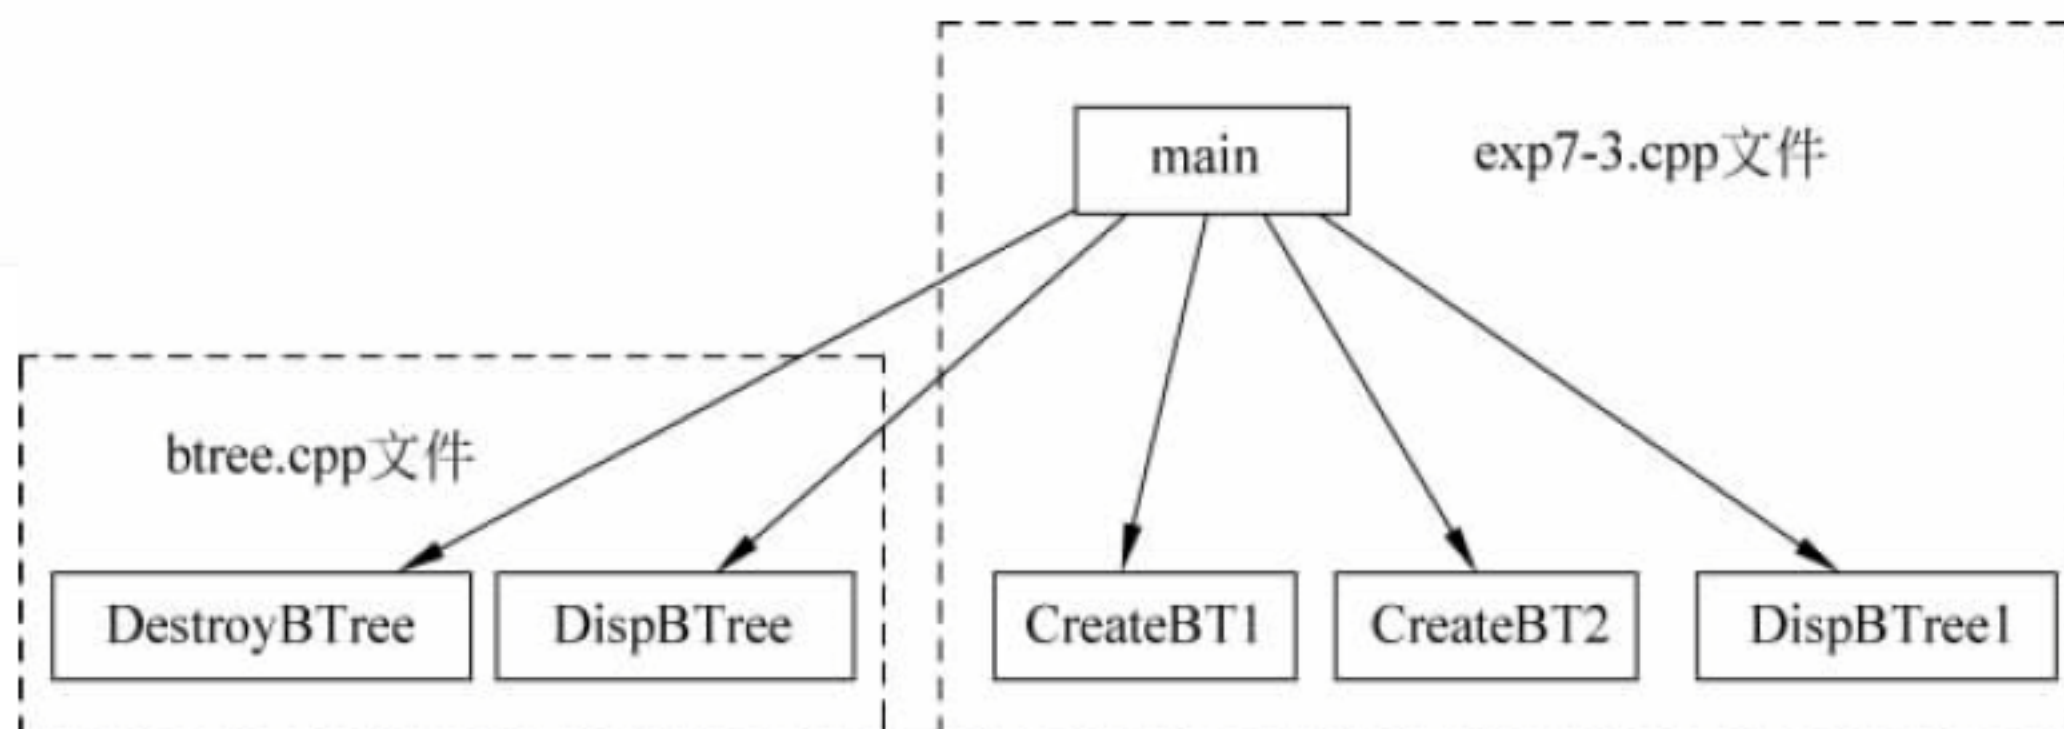 main
exp7-3.cpp文件
btree.cpp文件
DestroyBTree
DispBTree
CreateBT1
CreateBT2
DispBTree1